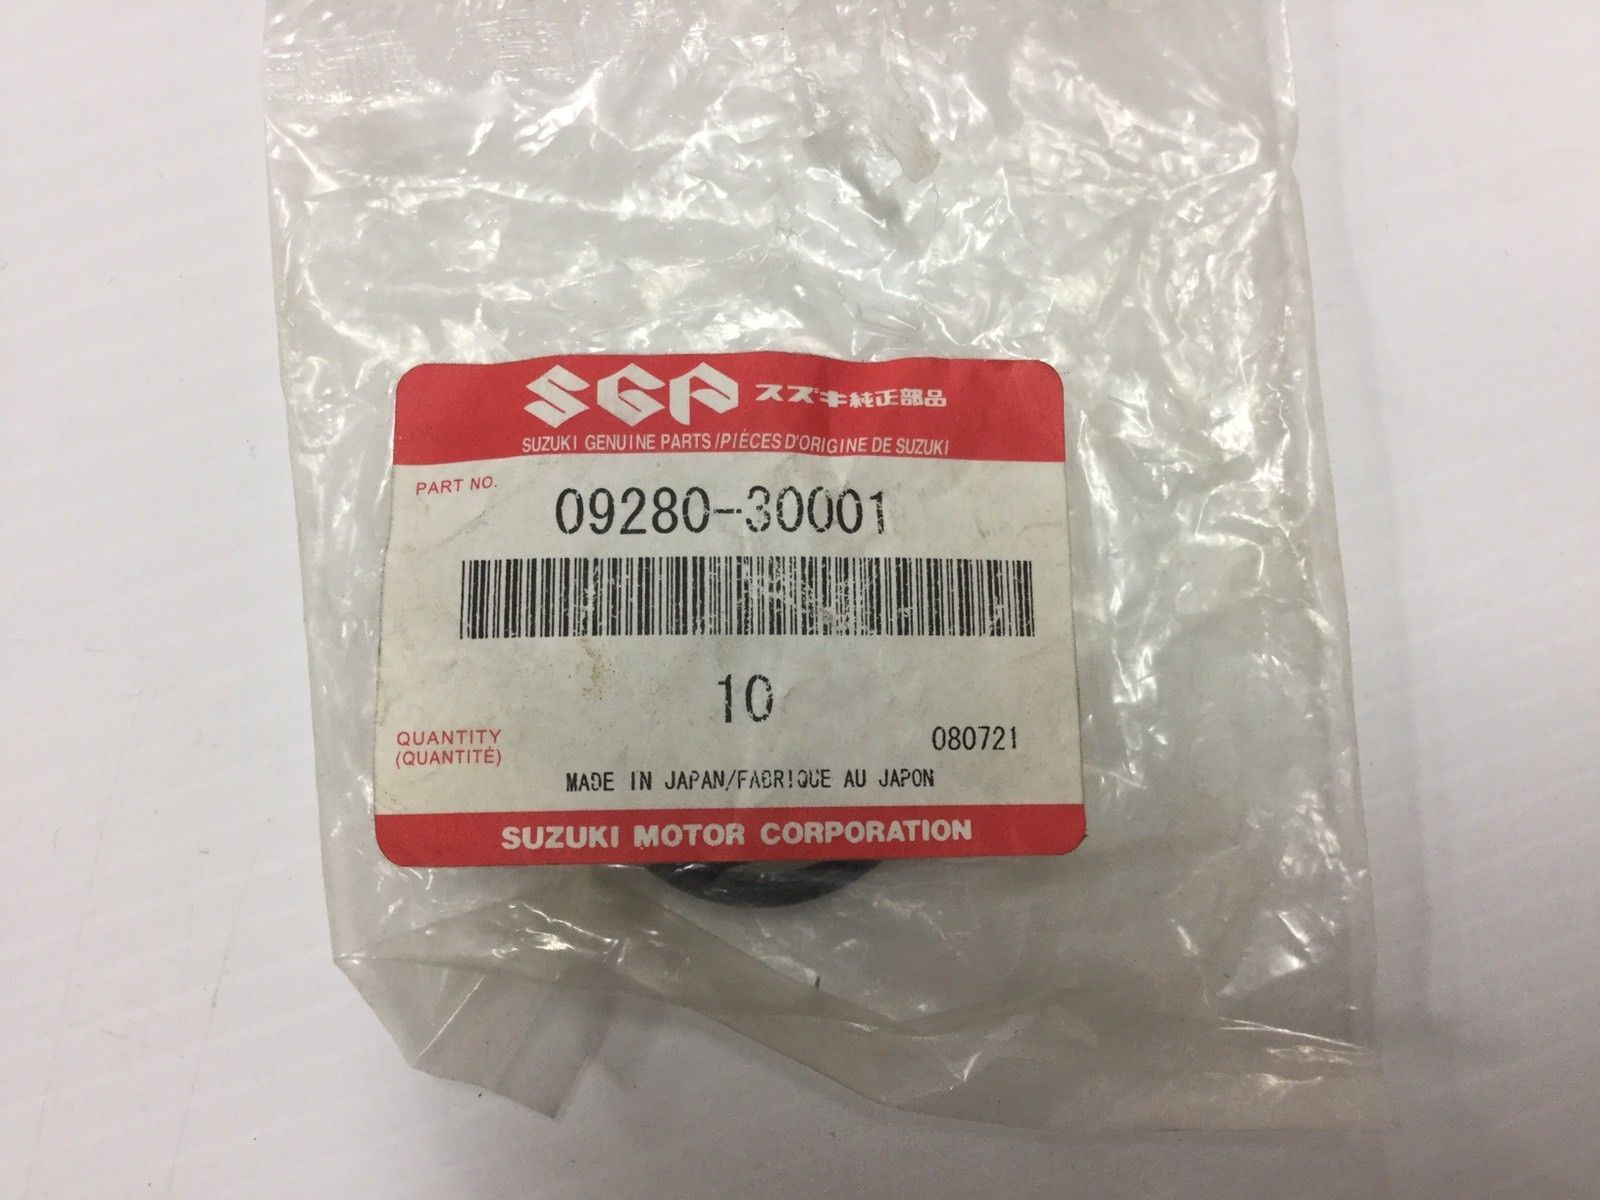 SGP スズキ純正部品
SUZUKI GENUINE PARTS/PIÈCES D'ORIGINE DE SUZUKI
PART NO. 09280-30001
10
QUANTITY
(QUANTITÉ)
080721
MADE IN JAPAN/FABRIQUE AU JAPON
SUZUKI MOTOR CORPORATION